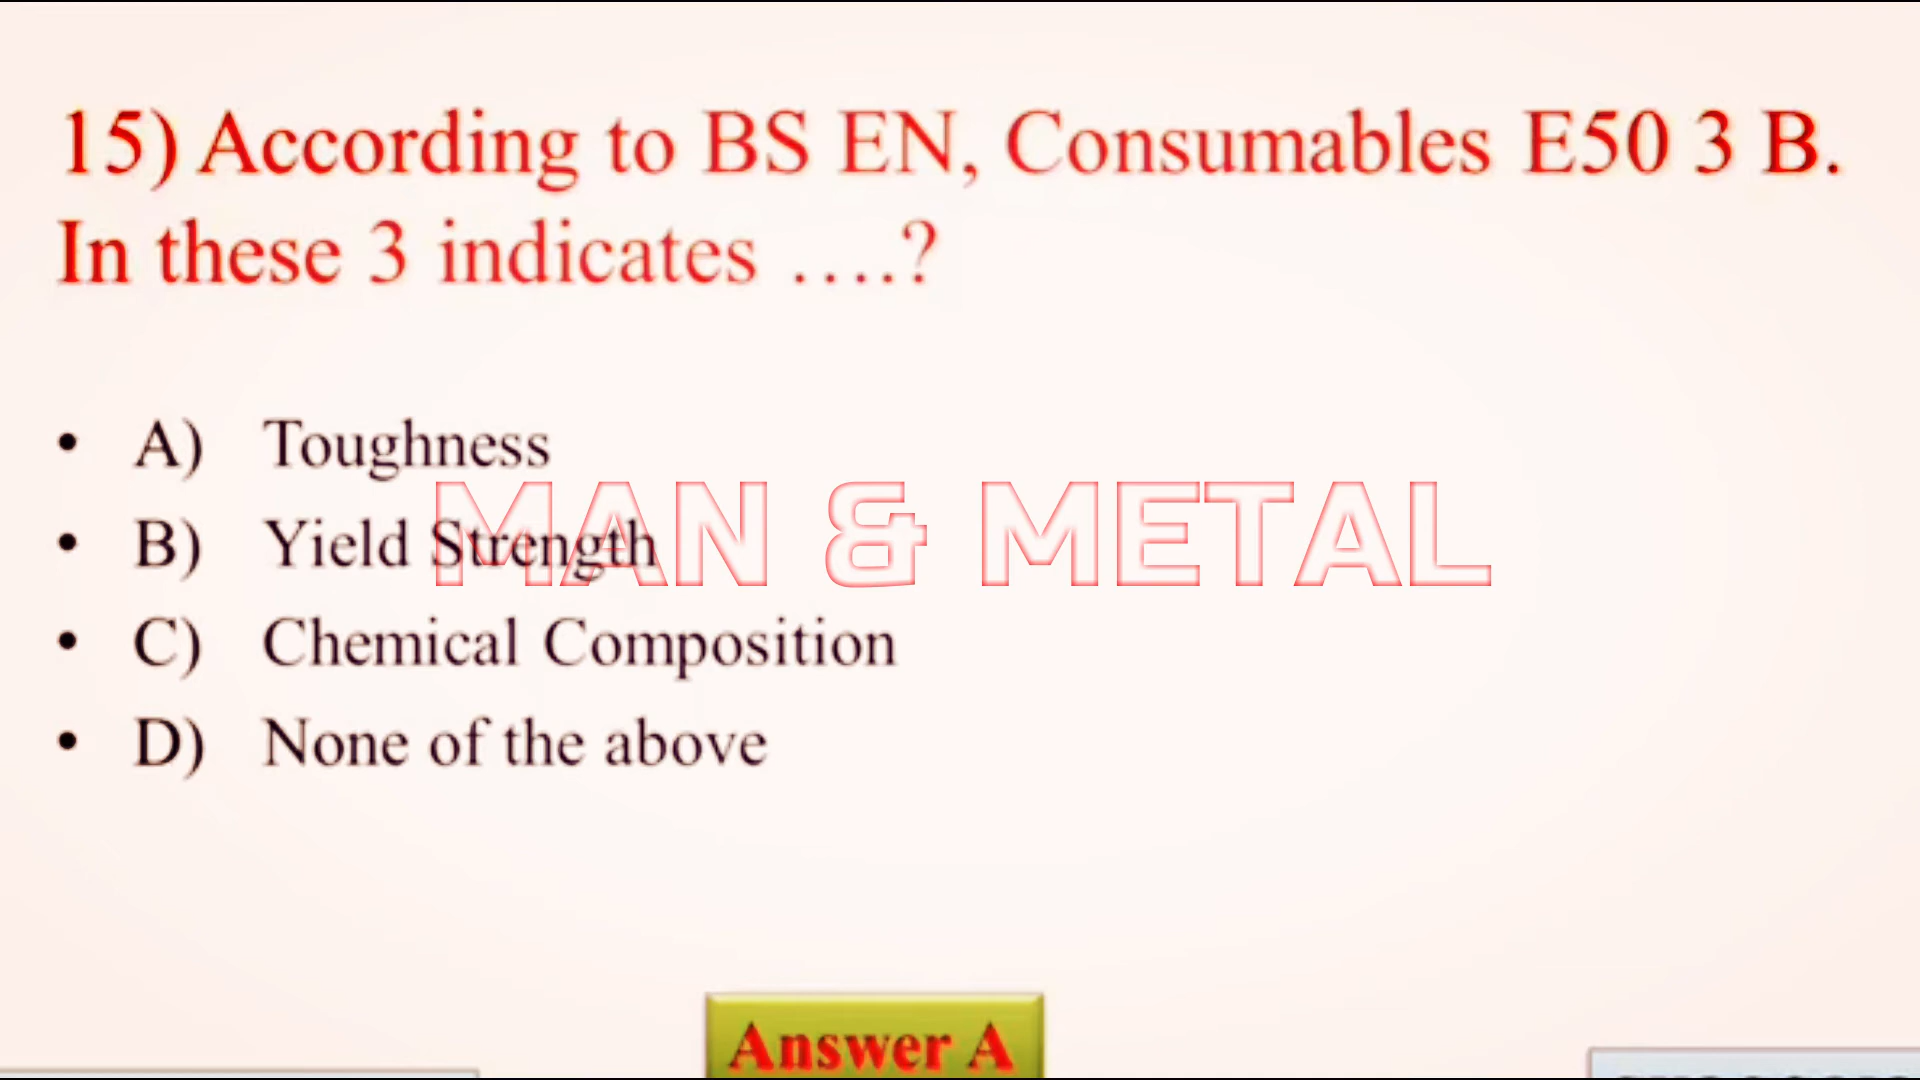 15) According to BS EN, Consumables E50 3 B.
In these 3 indicates ....?
• A) Toughness
• B) Yield Strength
• C) Chemical Composition
• D) None of the above
MAN & METAL
Answer A